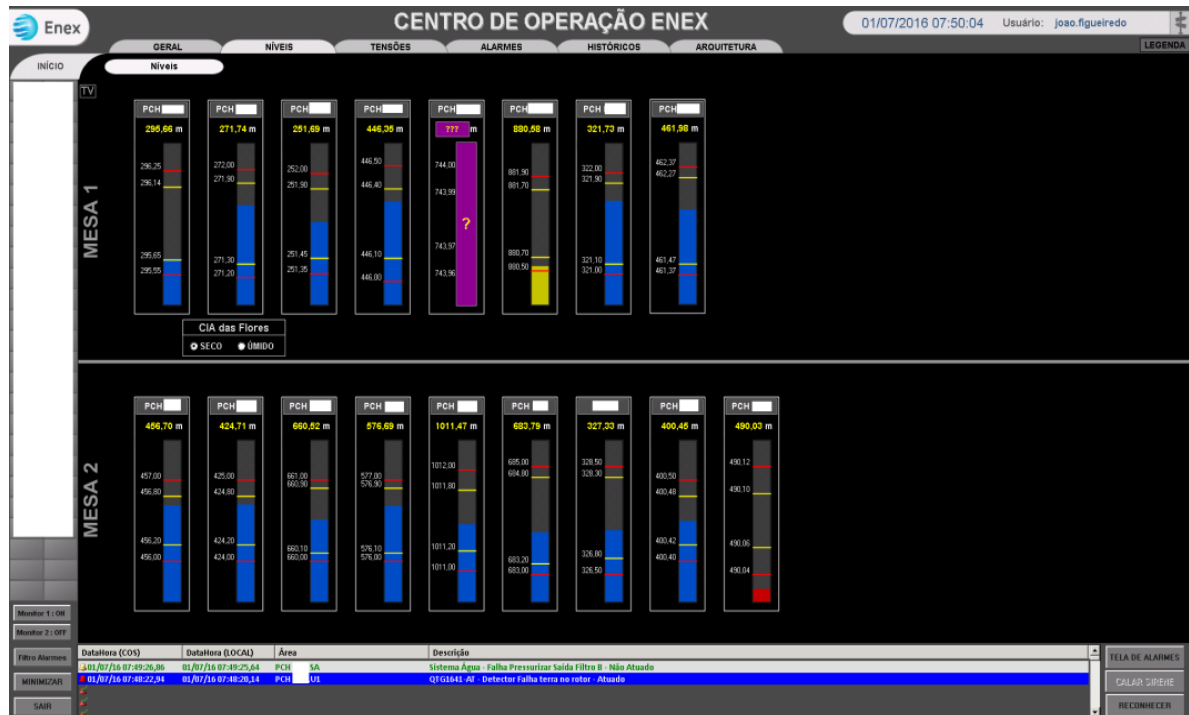 Enex
CENTRO DE OPERAÇÃO ENEX
01/07/2016 07:50:04 Usuário: joao.figueiredo
GERAL NÍVEIS TENSÕES ALARMES HISTÓRICOS ARQUITETURA LEGENDA
INÍCIO Níveis
TV
MESA 1
PCH PCH PCH PCH PCH PCH PCH PCH
295,66 m 271,74 m 251,69 m 446,35 m ??? m 880,58 m 321,73 m 461,98 m
296,25 272,00 252,00 446,50 744,00 881,90 322,00 462,37
296,14 271,90 251,90 446,40 743,99 881,70 321,90 462,27
?
295,65 271,30 251,45 446,10 743,97 880,70 321,10 461,47
295,55 271,20 251,35 446,00 743,96 880,50 321,00 461,37
CIA das Flores
SECO ÚMIDO
MESA 2
PCH PCH PCH PCH PCH PCH PCH PCH
456,70 m 424,71 m 660,52 m 576,69 m 1011,47 m 683,79 m 327,33 m 400,45 m 490,03 m
457,00 425,00 661,00 577,00 1012,00 685,00 328,50 400,50 490,12
456,80 424,80 660,90 576,90 1011,80 684,80 328,30 400,48 490,10
456,20 424,20 660,10 576,10 1011,20 683,20 326,80 400,42 490,06
456,00 424,00 660,00 576,00 1011,00 683,00 326,50 400,40 490,04
Monitor 1 : ON
Monitor 2 : OFF
Filtro Alarmes
MINIMIZAR
SAIR
DataHora (COS) DataHora (LOCAL) Área Descrição
01/07/16 07:49:26,86 01/07/16 07:49:25,64 PCH SA Sistema Água - Falha Pressurizar Saída Filtro B - Não Atuado
01/07/16 07:48:22,94 01/07/16 07:48:20,14 PCH U1 QTG1641-AT - Detector Falha terra no rotor - Atuado
TELA DE ALARMES
CALAR SIRENE
RECONHECER